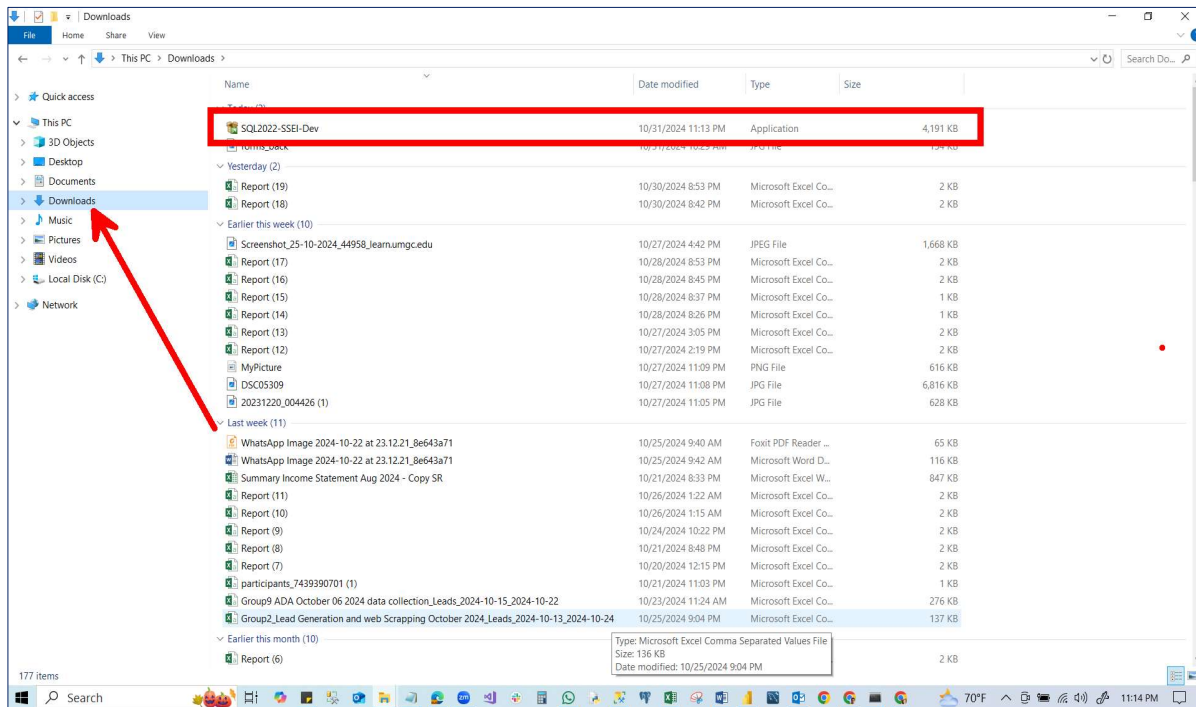 Downloads
File Home Share View
This PC > Downloads >
Search Do...
Name Date modified Type Size
Quick access
This PC
3D Objects
Desktop
Documents
Downloads
Music
Pictures
Videos
Local Disk (C:)
Network
Today (2)
SQL2022-SSEI-Dev 10/31/2024 11:13 PM Application 4,191 KB
forms_back 10/31/2024 10:29 AM JPG File 154 KB
Yesterday (2)
Report (19) 10/30/2024 8:53 PM Microsoft Excel Co... 2 KB
Report (18) 10/30/2024 8:42 PM Microsoft Excel Co... 2 KB
Earlier this week (10)
Screenshot_25-10-2024_44958_learn.umgc.edu 10/27/2024 4:42 PM JPEG File 1,668 KB
Report (17) 10/28/2024 8:53 PM Microsoft Excel Co... 2 KB
Report (16) 10/28/2024 8:45 PM Microsoft Excel Co... 2 KB
Report (15) 10/28/2024 8:37 PM Microsoft Excel Co... 1 KB
Report (14) 10/28/2024 8:26 PM Microsoft Excel Co... 1 KB
Report (13) 10/27/2024 3:05 PM Microsoft Excel Co... 2 KB
Report (12) 10/27/2024 2:19 PM Microsoft Excel Co... 2 KB
MyPicture 10/27/2024 11:09 PM PNG File 616 KB
DSC05309 10/27/2024 11:08 PM JPG File 6,816 KB
20231220_004426 (1) 10/27/2024 11:05 PM JPG File 628 KB
Last week (11)
WhatsApp Image 2024-10-22 at 23.12.21_8e643a71 10/25/2024 9:40 AM Foxit PDF Reader ... 65 KB
WhatsApp Image 2024-10-22 at 23.12.21_8e643a71 10/25/2024 9:42 AM Microsoft Word D... 116 KB
Summary Income Statement Aug 2024 - Copy SR 10/21/2024 8:33 PM Microsoft Excel W... 847 KB
Report (11) 10/26/2024 1:22 AM Microsoft Excel Co... 2 KB
Report (10) 10/26/2024 1:15 AM Microsoft Excel Co... 2 KB
Report (9) 10/24/2024 10:22 PM Microsoft Excel Co... 2 KB
Report (8) 10/21/2024 8:48 PM Microsoft Excel Co... 2 KB
Report (7) 10/20/2024 12:15 PM Microsoft Excel Co... 2 KB
participants_7439390701 (1) 10/21/2024 11:03 PM Microsoft Excel Co... 1 KB
Group9 ADA October 06 2024 data collection_Leads_2024-10-15_2024-10-22 10/23/2024 11:24 AM Microsoft Excel Co... 276 KB
Group2_Lead Generation and web Scrapping October 2024_Leads_2024-10-13_2024-10-24 10/25/2024 9:04 PM Microsoft Excel Co... 137 KB
Earlier this month (10)
Report (6) 2 KB
Type: Microsoft Excel Comma Separated Values File
Size: 136 KB
Date modified: 10/25/2024 9:04 PM
177 items
Search 70°F 11:14 PM